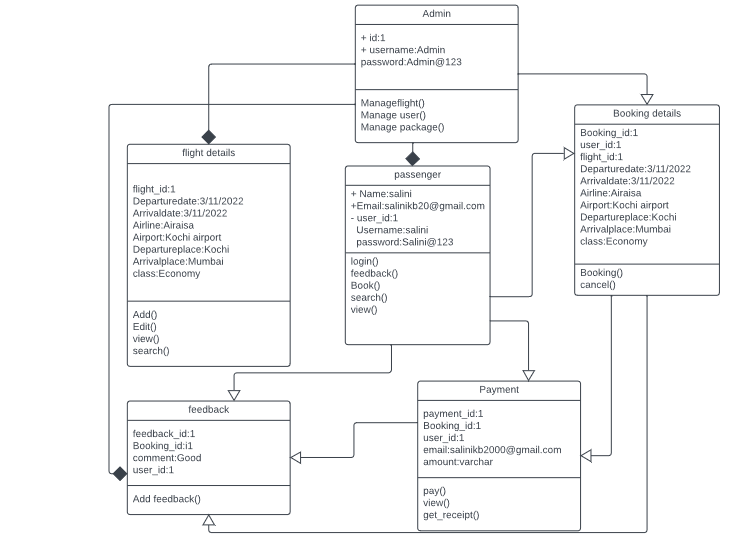 Admin
+ id:1
+ username:Admin
password:Admin@123
Manageflight()
Manage user()
Manage package()
Booking details
Booking_id:1
user_id:1
flight_id:1
Departuredate:3/11/2022
Arrivaldate:3/11/2022
Airline:Airaisa
Airport:Kochi airport
Departureplace:Kochi
Arrivalplace:Mumbai
class:Economy
Booking()
cancel()
flight details
flight_id:1
Departuredate:3/11/2022
Arrivaldate:3/11/2022
Airline:Airaisa
Airport:Kochi airport
Departureplace:Kochi
Arrivalplace:Mumbai
class:Economy
Add()
Edit()
view()
search()
passenger
+ Name:salini
+Email:salinikb20@gmail.com
- user_id:1
Username:salini
password:Salini@123
login()
feedback()
Book()
search()
view()
feedback
feedback_id:1
Booking_id:i1
comment:Good
user_id:1
Add feedback()
Payment
payment_id:1
Booking_id:1
user_id:1
email:salinikb2000@gmail.com
amount:varchar
pay()
view()
get_receipt()